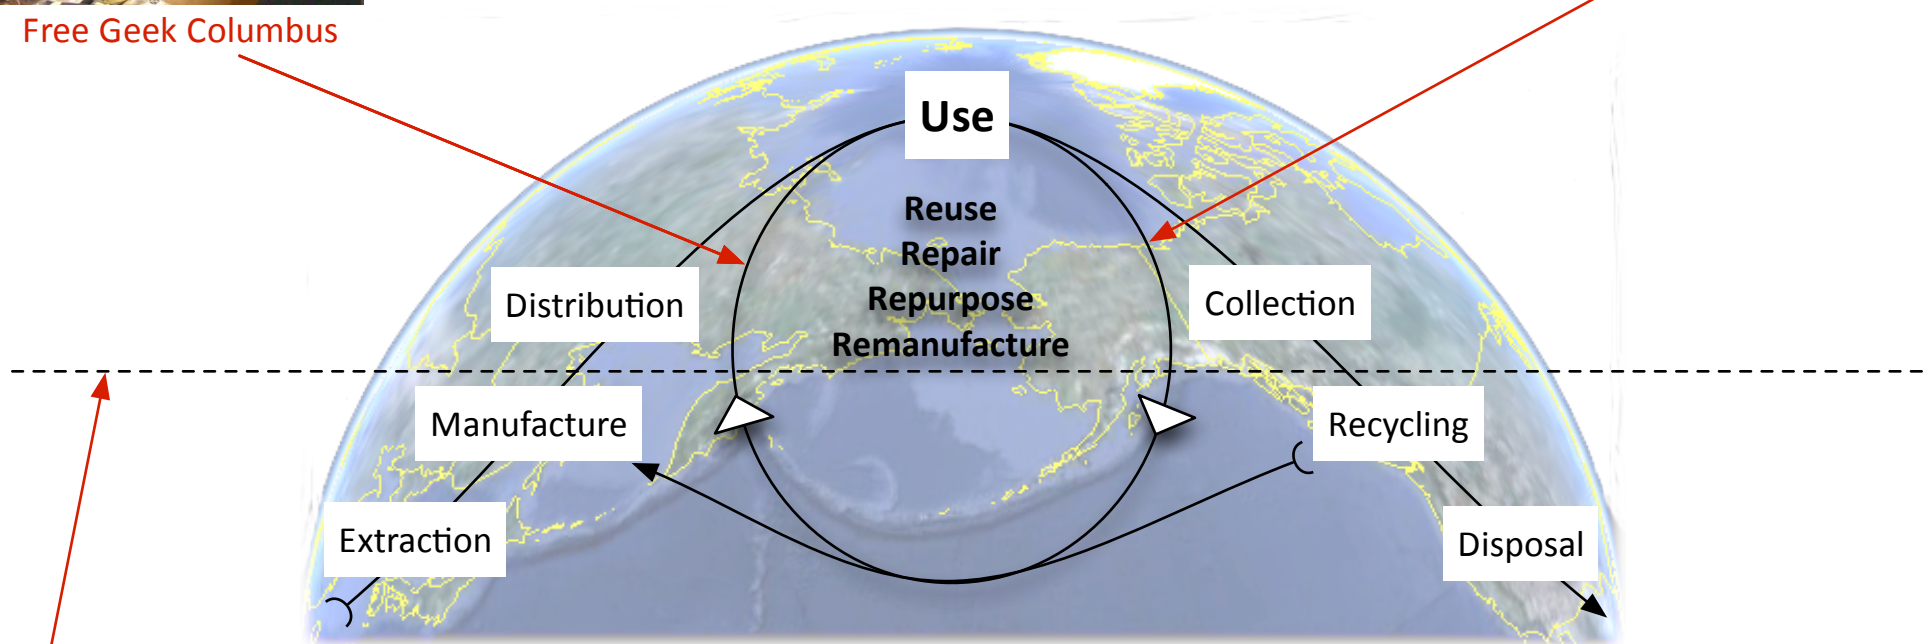 Free Geek Columbus
Use
Reuse
Repair
Repurpose
Remanufacture
Distribution
Collection
Manufacture
Recycling
Extraction
Disposal